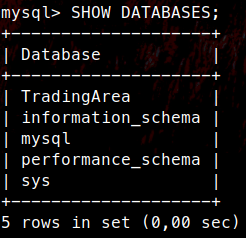 mysql> SHOW DATABASES;
+--------------------+
| Database           |
+--------------------+
| TradingArea        |
| information_schema |
| mysql              |
| performance_schema |
| sys                |
+--------------------+
5 rows in set (0,00 sec)